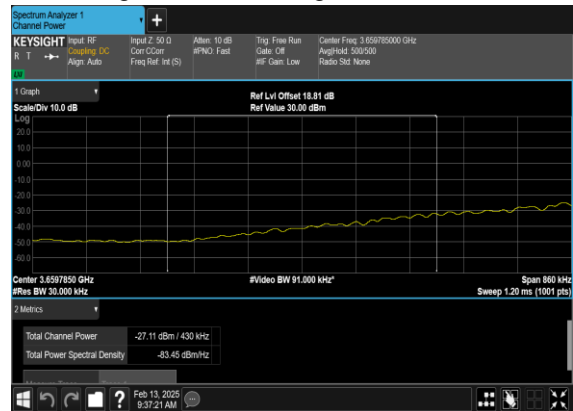 Spectrum Analyzer 1
Channel Power
+
KEYSIGHT Input: RF Input Z: 50 Ω Atten: 10 dB Trig: Free Run Center Freq: 3.659785000 GHz
R T Coupling: DC Corr CCorr #PNO: Fast Gate: Off Avg|Hold: 500/500
Align: Auto Freq Ref: Int (S) #IF Gain: Low Radio Std: None
1 Graph
Ref Lvl Offset 18.81 dB
Scale/Div 10.0 dB Ref Value 30.00 dBm
Log
20.0
10.0
0.00
-10.0
-20.0
-30.0
-40.0
-50.0
-60.0
Center 3.6597850 GHz #Video BW 91.000 kHz* Span 860 kHz
#Res BW 30.000 kHz Sweep 1.20 ms (1001 pts)
2 Metrics
Total Channel Power -27.11 dBm / 430 kHz
Total Power Spectral Density -83.45 dBm/Hz
? Feb 13, 2025
9:37:21 AM